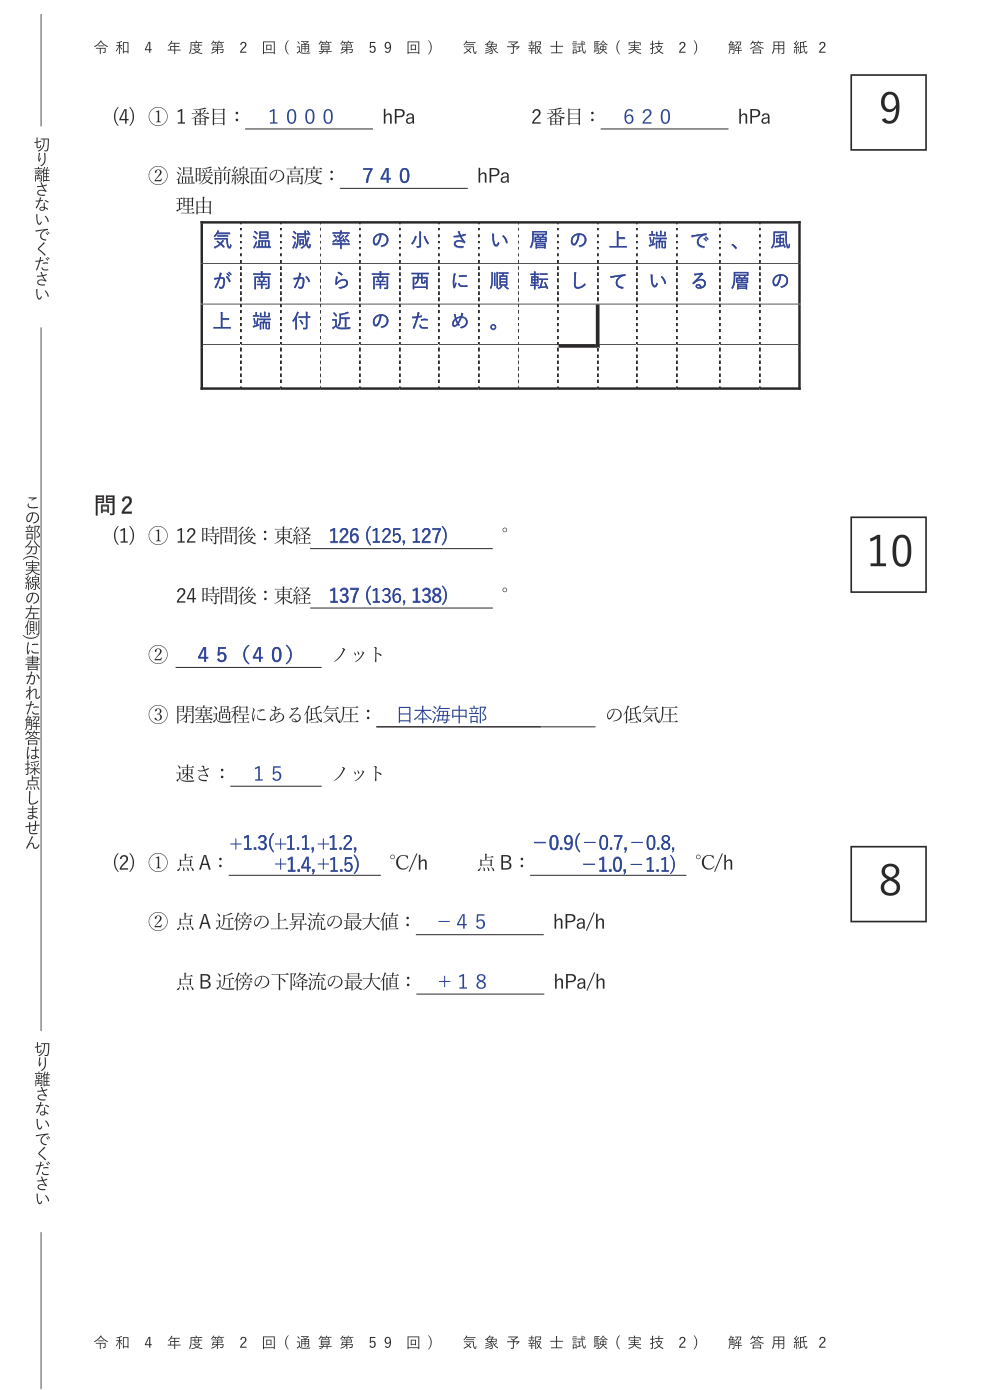 令和 4 年度第 2 回(通算第 59 回) 気象予報士試験(実技 2) 解答用紙 2
9
(4) ① 1 番目： 1000 hPa 2 番目： 620 hPa
② 温暖前線面の高度： 740 hPa
理由
気温減率の小さい層の上端で、風
が南から南西に順転している層の
上端付近のため。
問 2
10
(1) ① 12 時間後：東経 126 (125, 127) °
24 時間後：東経 137 (136, 138) °
② 45 (40) ノット
③ 閉塞過程にある低気圧： 日本海中部 の低気圧
速さ： 15 ノット
8
(2) ① 点 A： +1.3(+1.1, +1.2, +1.4, +1.5) ℃/h 点 B： −0.9(−0.7, −0.8, −1.0, −1.1) ℃/h
② 点 A 近傍の上昇流の最大値： −45 hPa/h
点 B 近傍の下降流の最大値： +18 hPa/h
切り離さないでください
この部分(実線の左側)に書かれた解答は採点しません
切り離さないでください
令和 4 年度第 2 回(通算第 59 回) 気象予報士試験(実技 2) 解答用紙 2